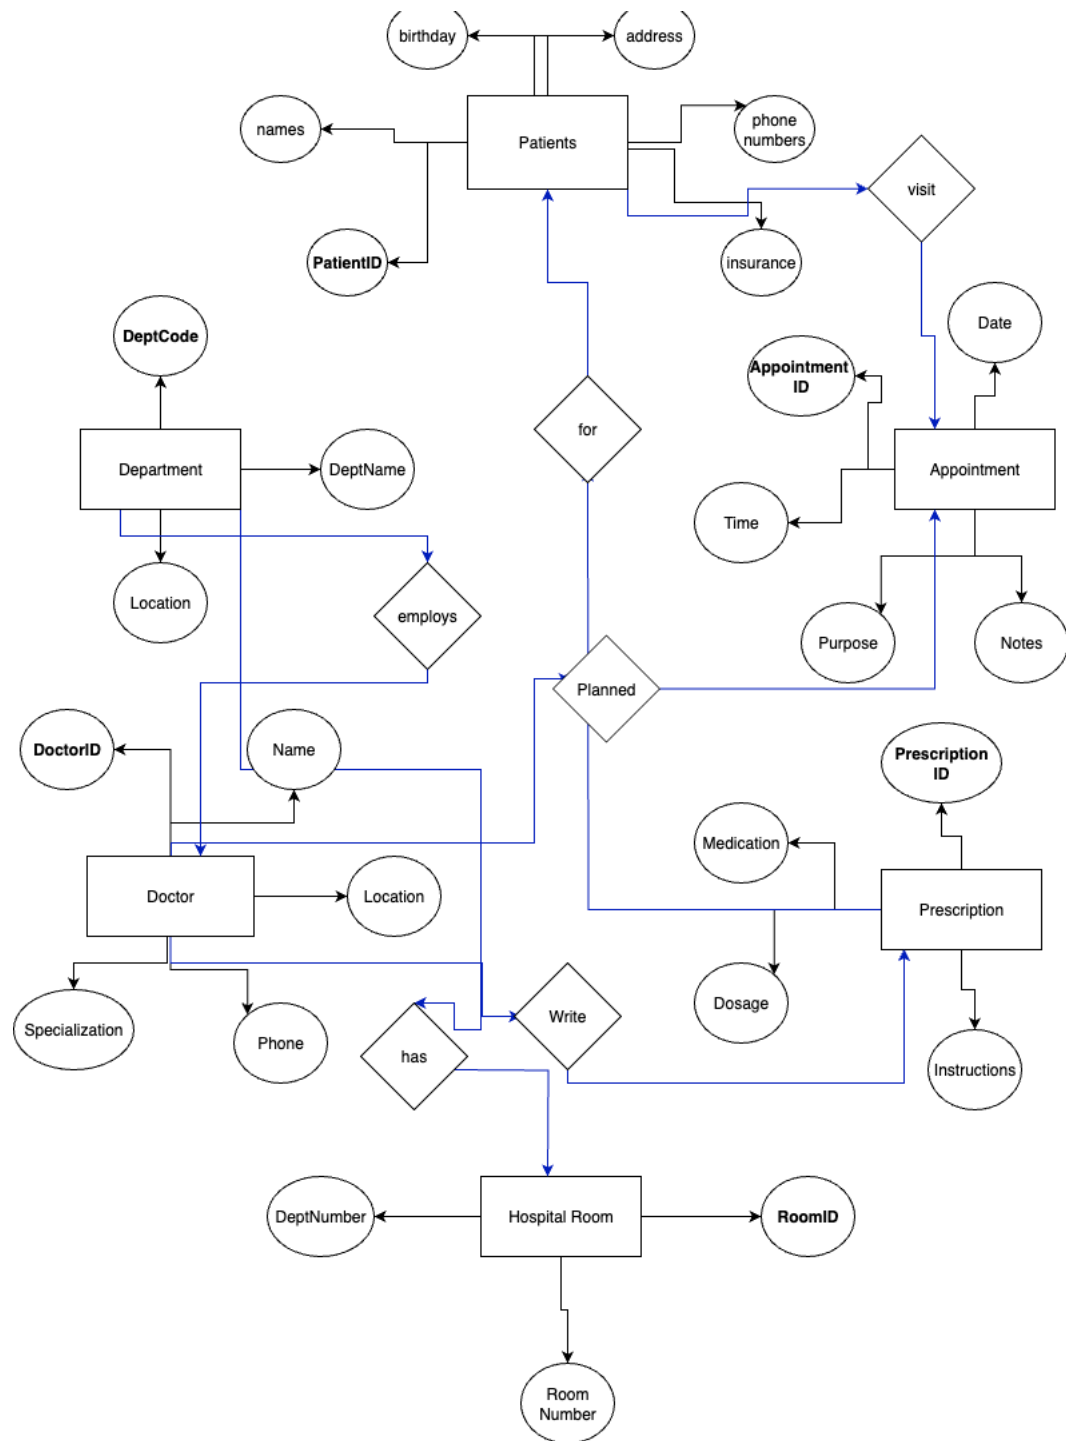 birthday
address
names
Patients
phone
numbers
visit
PatientID
insurance
DeptCode
Date
Appointment
ID
for
Department
DeptName
Appointment
Time
Location
employs
Purpose
Notes
Planned
DoctorID
Name
Prescription
ID
Medication
Doctor
Location
Prescription
Dosage
Specialization
Phone
Write
has
Instructions
DeptNumber
Hospital Room
RoomID
Room
Number